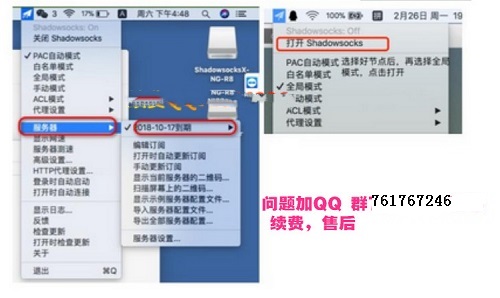 3 17% A 周六 下午4:48
Shadowsocks: On
关闭 Shadowsocks
PAC自动模式
白名单模式
全局模式
手动模式
ACL模式
代理设置
服务器
显示网速
服务器测速
高级设置...
HTTP代理设置...
登录时自动启动
打开时自动连接
显示日志...
反馈
检查更新
打开时检查更新
关于
退出 ⌘Q
ShadowsocksX-
NG-R8
2018-10-17到期
编辑订阅
打开时自动更新订阅
手动更新订阅
显示当前服务器的二维码...
扫描屏幕上的二维码...
显示示例服务器配置文件...
导入服务器配置文件...
导出全部服务器配置...
服务器设置...
100% 拼 2月26日 周一 19
Shadowsocks: Off
打开 Shadowsocks
PAC自动模式
白名单模式
全局模式
动模式
ACL模式
代理设置
选择好节点后，再选择全局
模式，点击打开
问题加QQ 群761767246
续费，售后